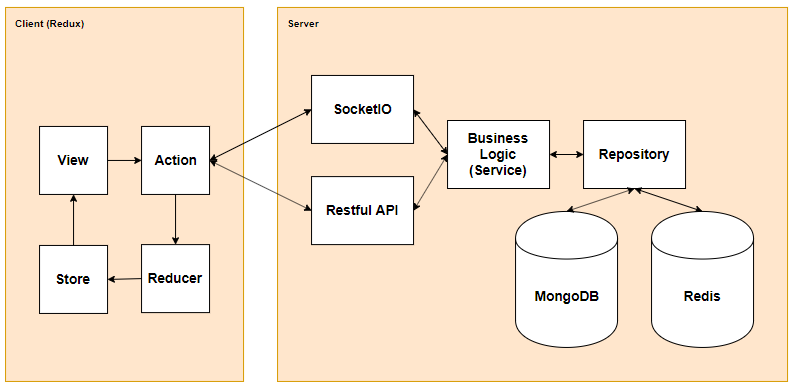 Client (Redux)
Server
View
Action
Store
Reducer
SocketIO
Restful API
Business
Logic
(Service)
Repository
MongoDB
Redis